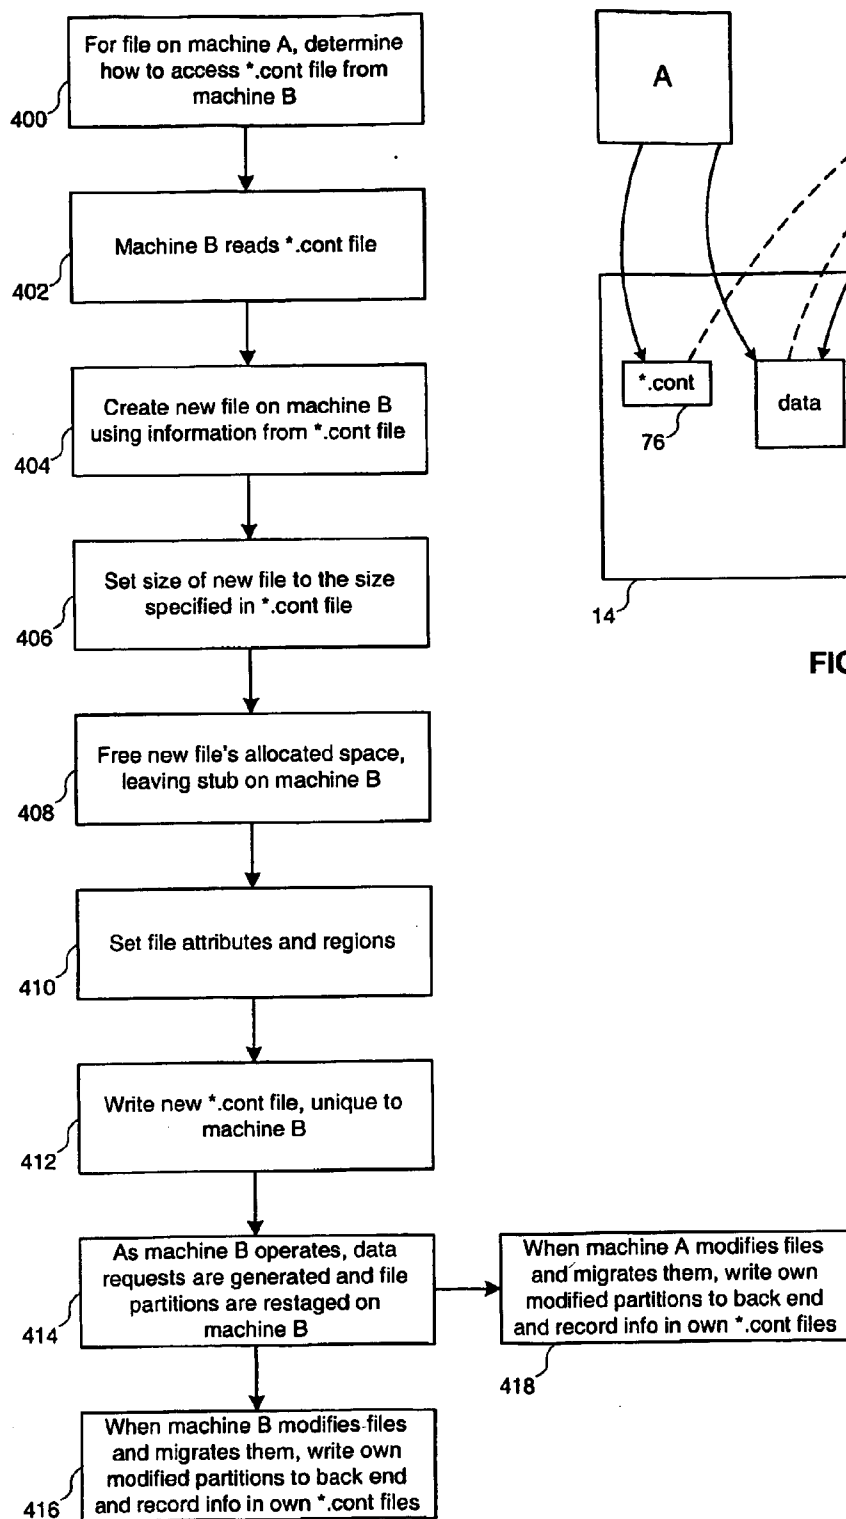 For file on machine A, determine
how to access *.cont file from
machine B
400
Machine B reads *.cont file
402
Create new file on machine B
using information from *.cont file
404
Set size of new file to the size
specified in *.cont file
406
Free new file's allocated space,
leaving stub on machine B
408
Set file attributes and regions
410
Write new *.cont file, unique to
machine B
412
As machine B operates, data
requests are generated and file
partitions are restaged on
machine B
414
When machine B modifies files
and migrates them, write own
modified partitions to back end
and record info in own *.cont files
416
When machine A modifies files
and migrates them, write own
modified partitions to back end
and record info in own *.cont files
418
A
*.cont
76
data
14
FIG